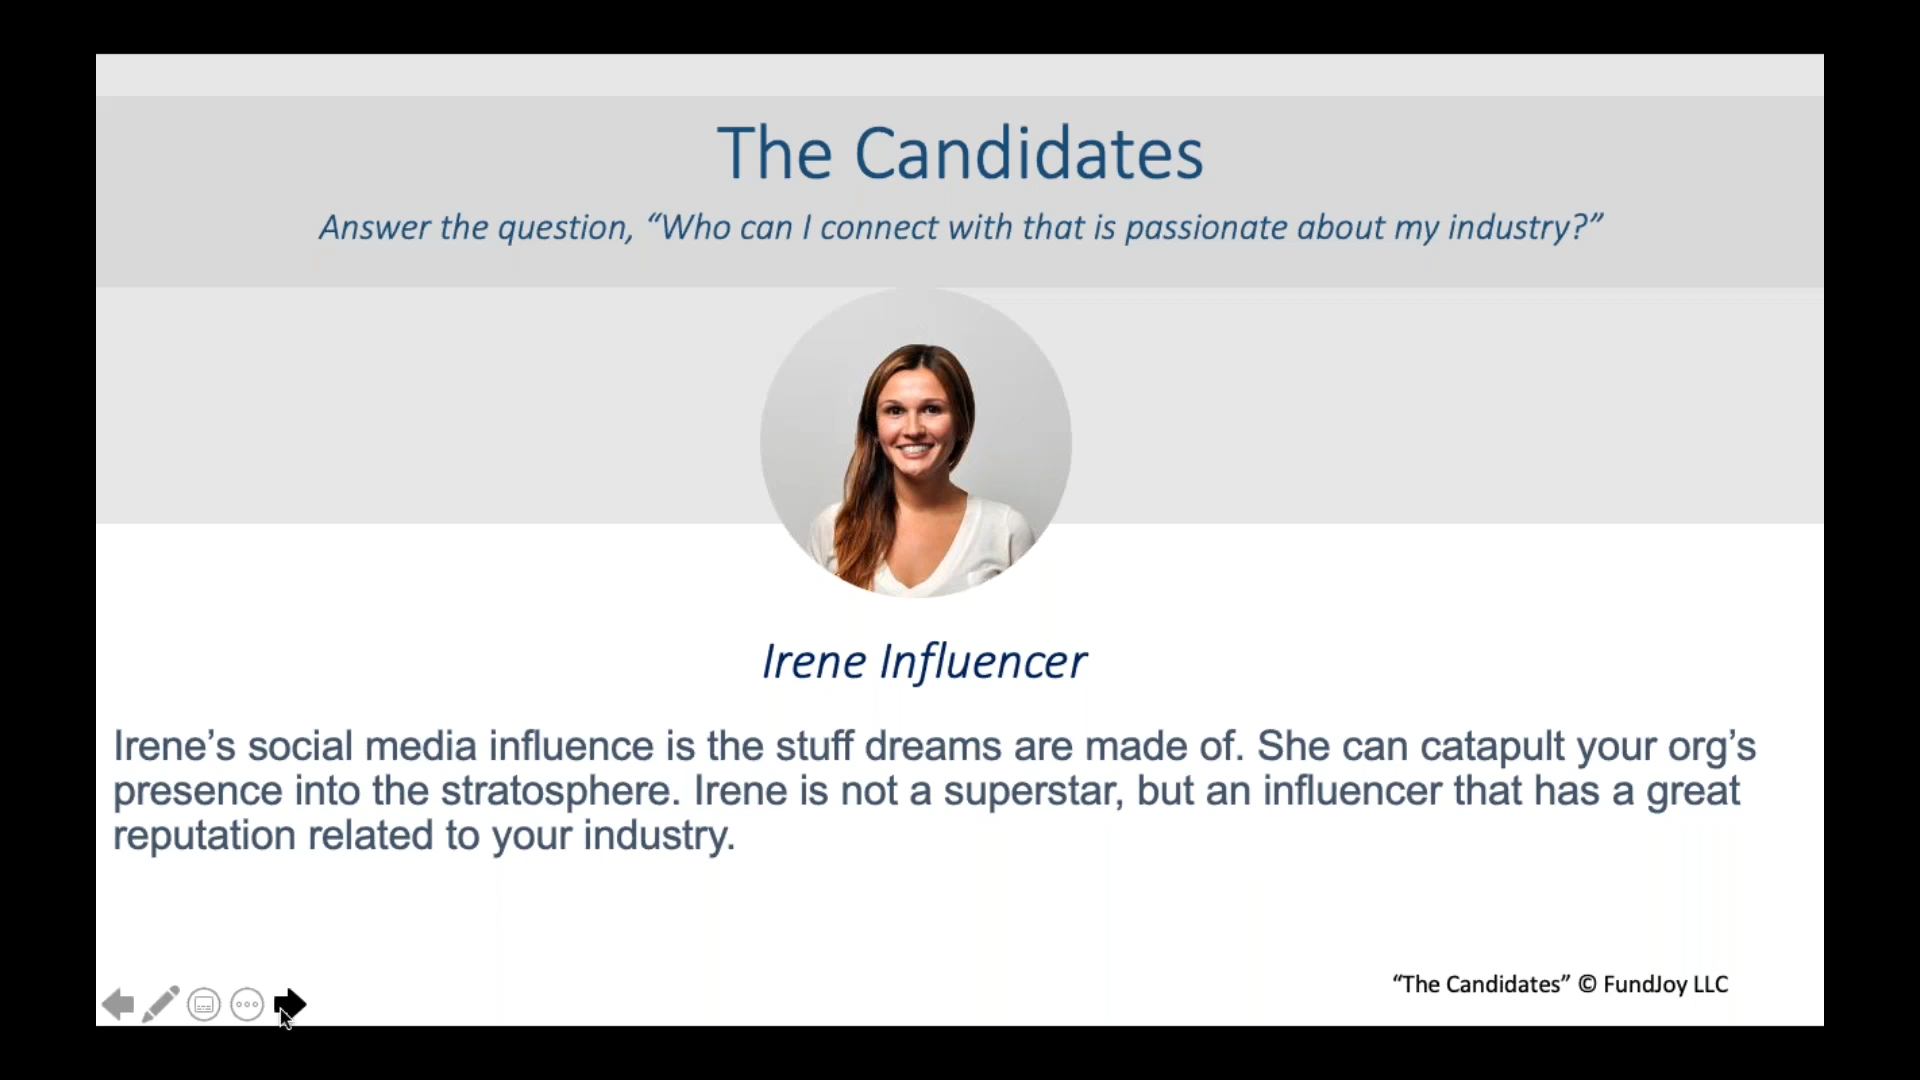 The Candidates
Answer the question, “Who can I connect with that is passionate about my industry?”
Irene Influencer
Irene’s social media influence is the stuff dreams are made of. She can catapult your org’s
presence into the stratosphere. Irene is not a superstar, but an influencer that has a great
reputation related to your industry.
“The Candidates” © FundJoy LLC